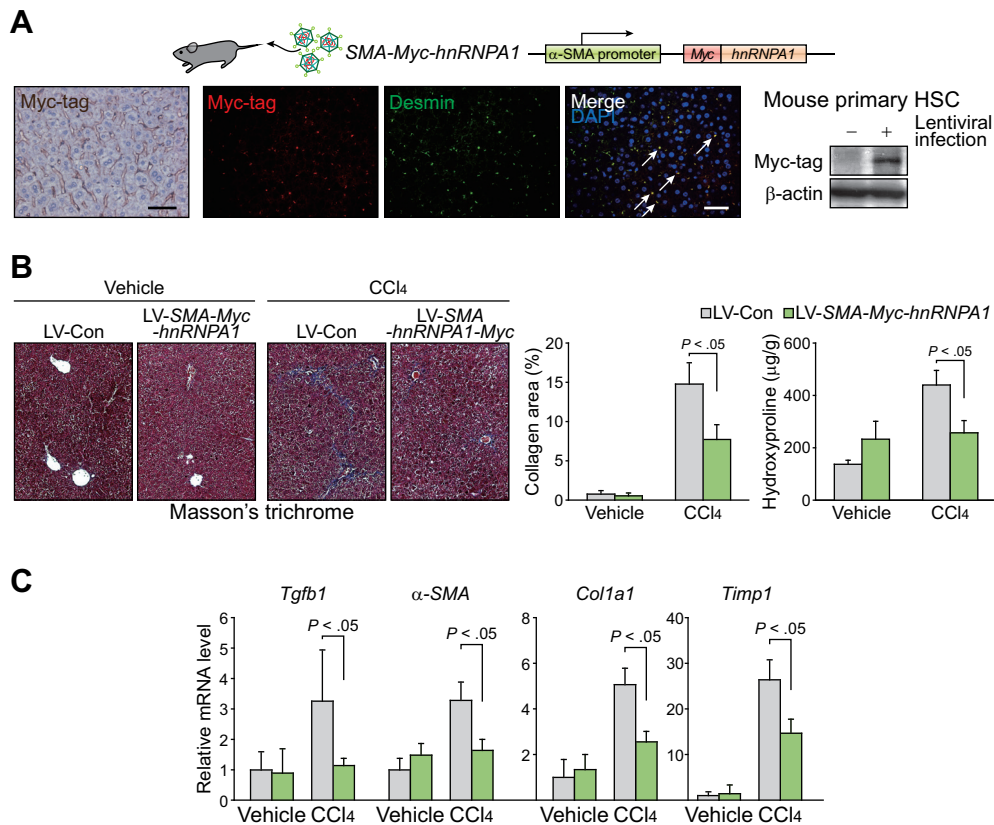 A
SMA-Myc-hnRNPA1
α-SMA promoter
Myc
hnRNPA1
Myc-tag
Myc-tag
Desmin
Merge
DAPI
Mouse primary HSC
− + Lentiviral
infection
Myc-tag
β-actin
B
Vehicle
CCl4
LV-Con
LV-SMA-Myc
-hnRNPA1
LV-Con
LV-SMA
-hnRNPA1-Myc
Masson's trichrome
LV-Con LV-SMA-Myc-hnRNPA1
Collagen area (%)
20
15
10
5
0
P < .05
Vehicle CCl4
Hydroxyproline (μg/g)
600
400
200
0
P < .05
Vehicle CCl4
C
Relative mRNA level
Tgfb1
6
5
4
3
2
1
0
P < .05
Vehicle CCl4
α-SMA
P < .05
Vehicle CCl4
Col1a1
8
6
4
2
P < .05
Vehicle CCl4
Timp1
40
30
20
10
0
P < .05
Vehicle CCl4